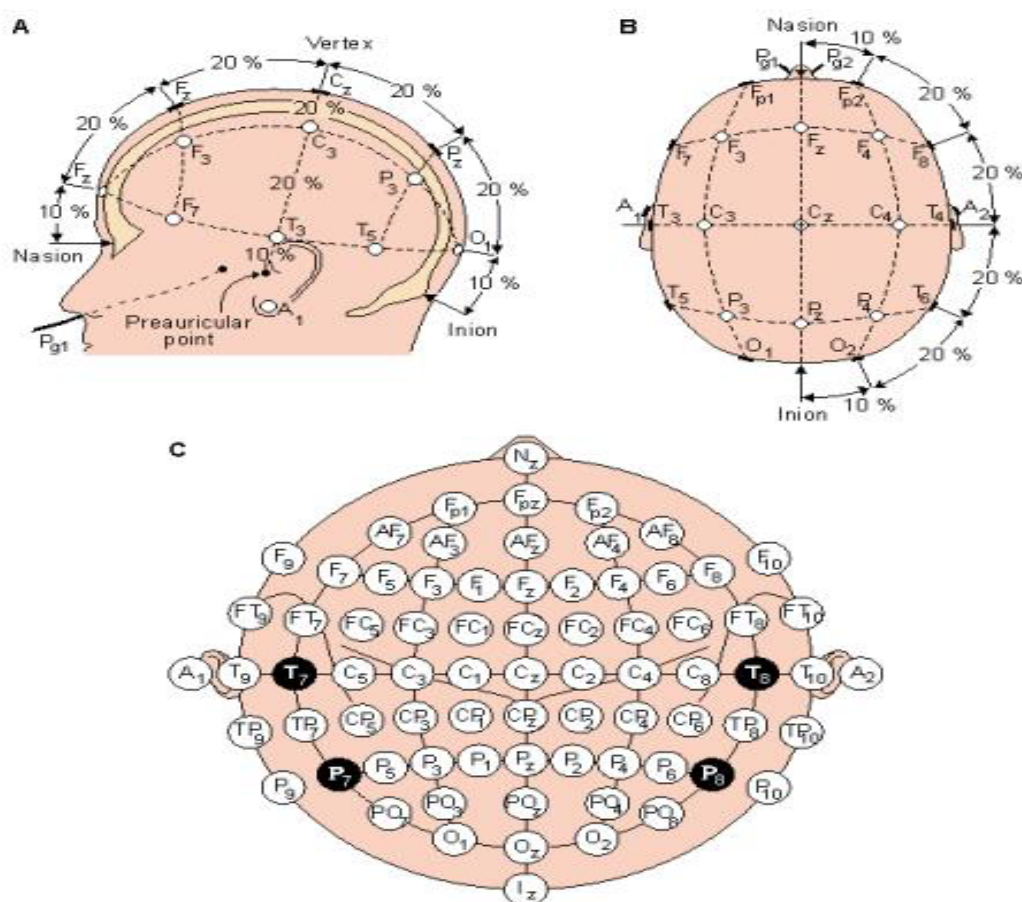 A
Vertex
20 %
20 %
Fz
Cz
20 %
20 %
20 %
Fz
F3
C3
Pz
P3
20 %
20 %
10 %
F7
T3
T5
O1
Nasion
10%
10 %
A1
Preauricular
point
Inion
Pg1
B
Nasion
10 %
Pg1
Pg2
Fp1
Fp2
20 %
F7
F3
Fz
F4
F8
20 %
A1
T3
C3
Cz
C4
T4
A2
20 %
T5
P3
Pz
P4
T6
O1
O2
20 %
Inion
10 %
C
Nz
Fp1 Fpz Fp2
AF7 AF3 AFz AF4 AF8
F9 F7 F5 F3 F1 Fz F2 F4 F6 F8 F10
FT9 FT7 FC5 FC3 FC1 FCz FC2 FC4 FC6 FT8 FT10
A1 T9 T7 C5 C3 C1 Cz C2 C4 C8 T8 T10 A2
TP9 TP7 CP5 CP3 CP1 CPz CP2 CP4 CP6 TP8 TP10
P9 P7 P5 P3 P1 Pz P2 P4 P6 P8 P10
PO7 PO3 POz PO4 PO8
O1 Oz O2
Iz